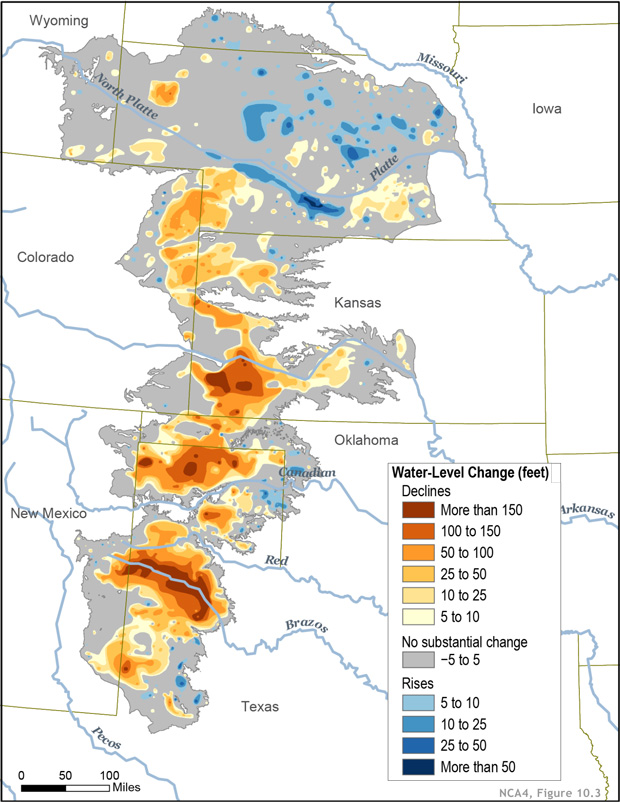 Wyoming
Missouri
North Platte
Iowa
Platte
Colorado
Kansas
Oklahoma
Canadian
New Mexico
Arkansas
Red
Brazos
Texas
Pecos
Water-Level Change (feet)
Declines
More than 150
100 to 150
50 to 100
25 to 50
10 to 25
5 to 10
No substantial change
−5 to 5
Rises
5 to 10
10 to 25
25 to 50
More than 50
0 50 100
Miles
NCA4, Figure 10.3